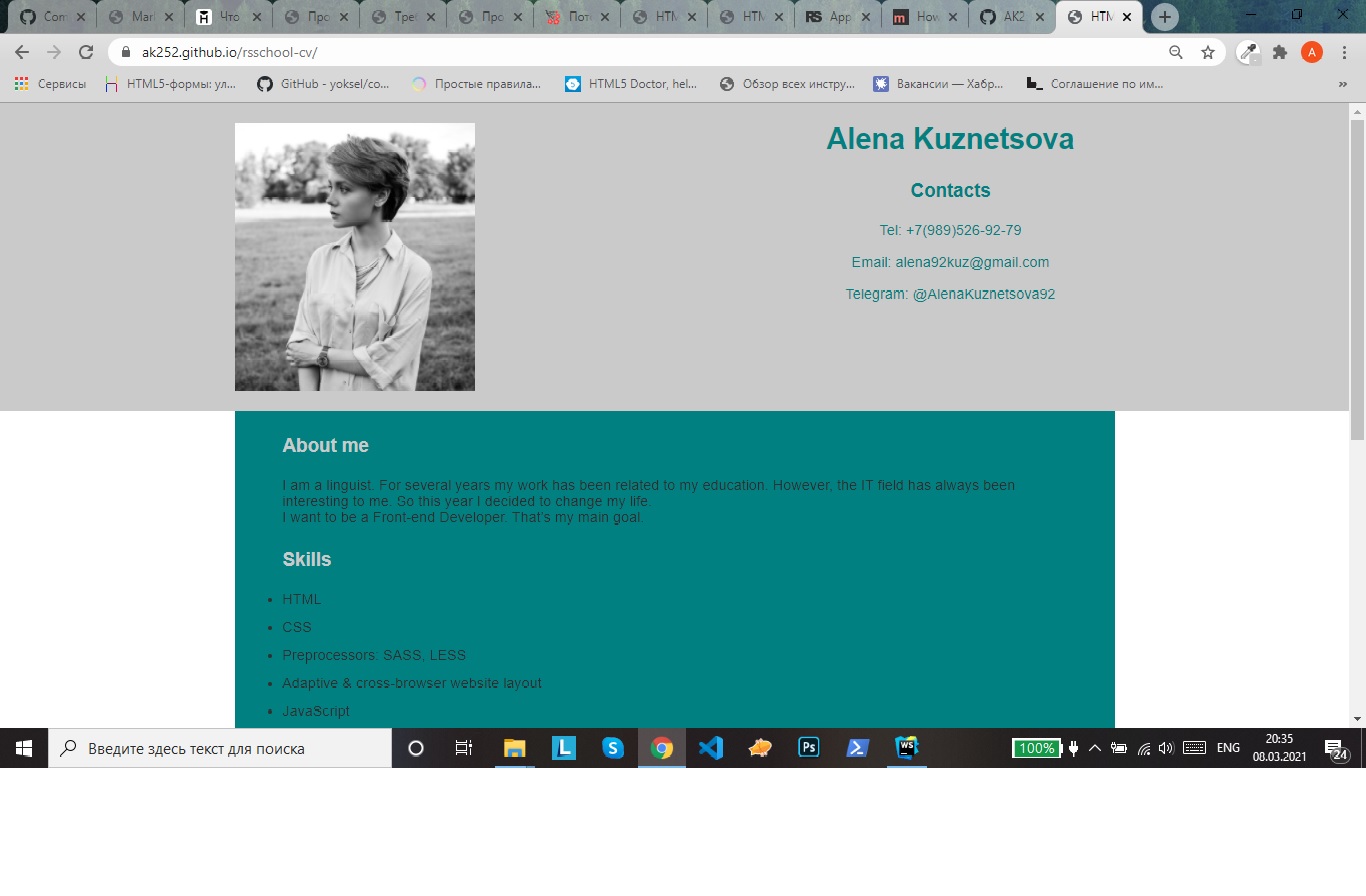 Con
Mar
Что
Про
Тре
Про
Пот
HTM
HTM
RS App
m How
AK2
HTM
ak252.github.io/rsschool-cv/
A
Сервисы
HTML5-формы: ул...
GitHub - yoksel/co...
Простые правила...
HTML5 Doctor, hel...
Обзор всех инстру...
Вакансии — Хабр...
Соглашение по им...
»
Alena Kuznetsova
Contacts
Tel: +7(989)526-92-79
Email: alena92kuz@gmail.com
Telegram: @AlenaKuznetsova92
About me
I am a linguist. For several years my work has been related to my education. However, the IT field has always been
interesting to me. So this year I decided to change my life.
I want to be a Front-end Developer. That's my main goal.
Skills
• HTML
• CSS
• Preprocessors: SASS, LESS
• Adaptive & cross-browser website layout
• JavaScript
Введите здесь текст для поиска
L
S
Ps
WS
100%
ENG
20:35
08.03.2021
24